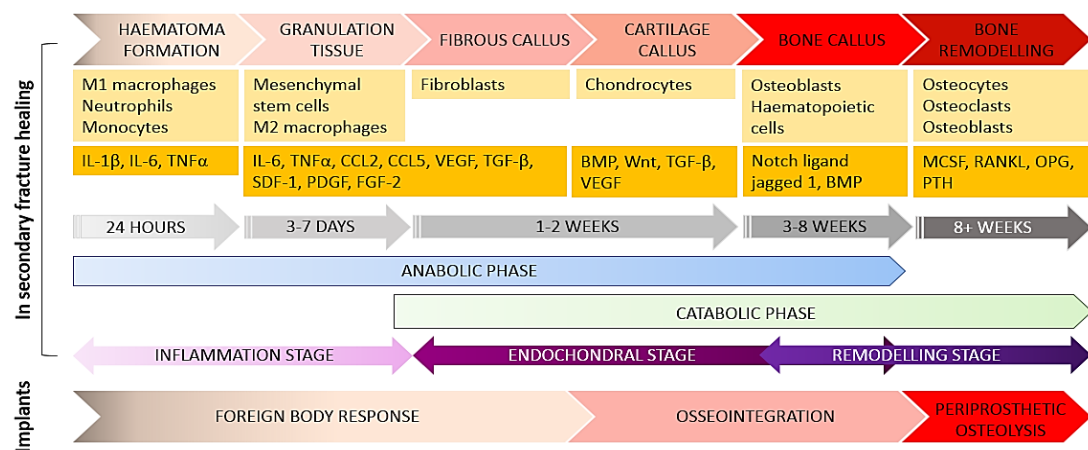 HAEMATOMA
FORMATION
GRANULATION
TISSUE
FIBROUS CALLUS
CARTILAGE
CALLUS
BONE CALLUS
BONE
REMODELLING
In secondary fracture healing
M1 macrophages
Neutrophils
Monocytes
Mesenchymal
stem cells
M2 macrophages
Fibroblasts
Chondrocytes
Osteoblasts
Haematopoietic
cells
Osteocytes
Osteoclasts
Osteoblasts
IL-1β, IL-6, TNFα
IL-6, TNFα, CCL2, CCL5, VEGF, TGF-β,
SDF-1, PDGF, FGF-2
BMP, Wnt, TGF-β,
VEGF
Notch ligand
jagged 1, BMP
MCSF, RANKL, OPG,
PTH
24 HOURS
3-7 DAYS
1-2 WEEKS
3-8 WEEKS
8+ WEEKS
ANABOLIC PHASE
CATABOLIC PHASE
INFLAMMATION STAGE
ENDOCHONDRAL STAGE
REMODELLING STAGE
Implants
FOREIGN BODY RESPONSE
OSSEOINTEGRATION
PERIPROSTHETIC
OSTEOLYSIS